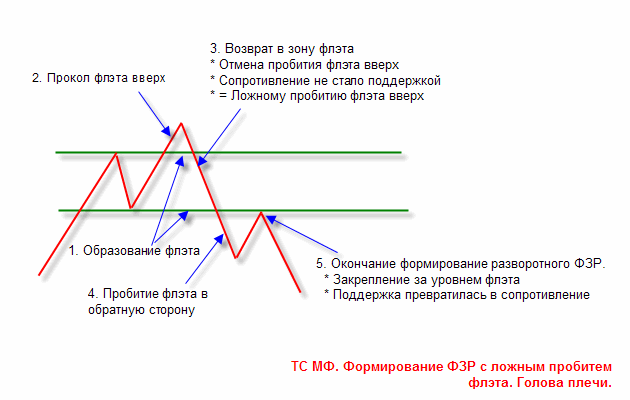 3. Возврат в зону флэта
* Отмена пробития флэта вверх
* Сопротивление не стало поддержкой
* = Ложному пробитию флэта вверх
2. Прокол флэта вверх
1. Образование флэта
4. Пробитие флэта в
обратную сторону
5. Окончание формирование разворотного ФЗР.
* Закрепление за уровнем флэта
* Поддержка превратилась в сопротивление
ТС МФ. Формирование ФЗР с ложным пробитем
флэта. Голова плечи.